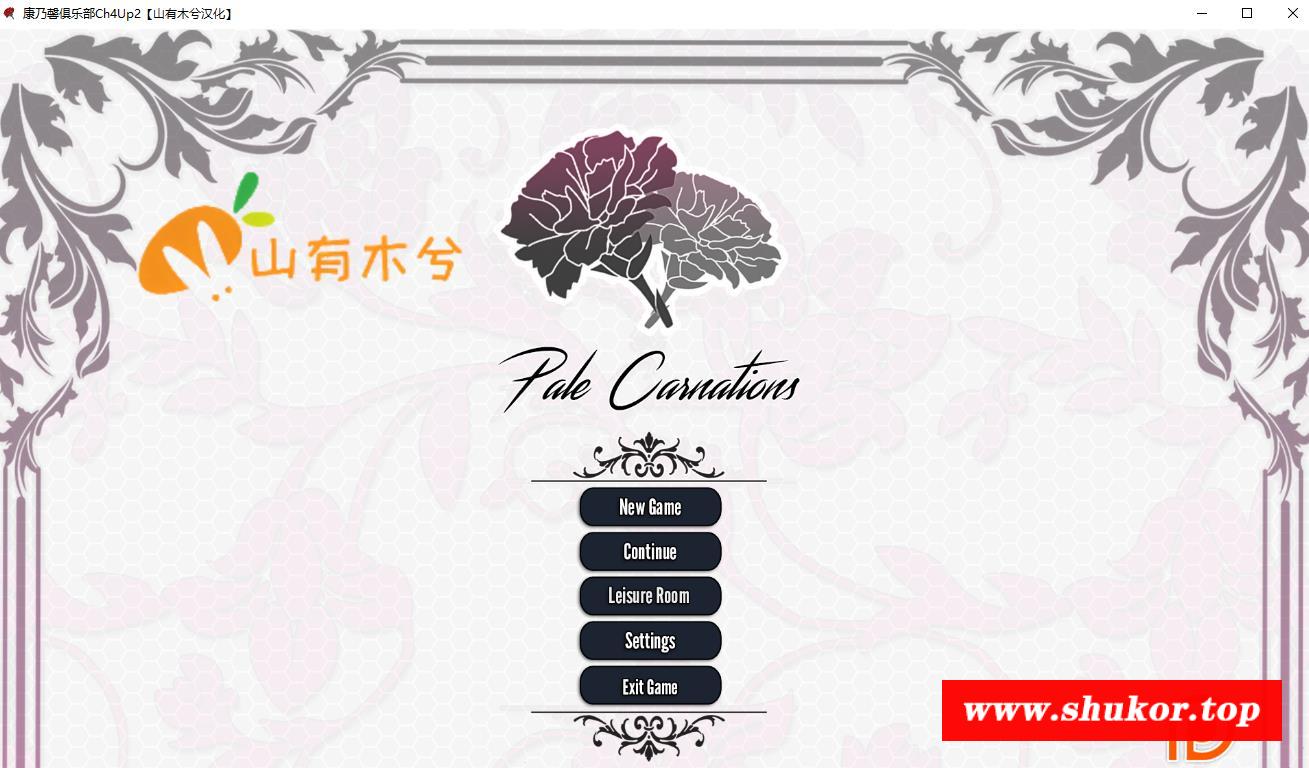 康乃馨俱乐部Ch4Up2【山有木兮汉化】
山有木兮
Pale Carnations
New Game
Continue
Leisure Room
Settings
Exit Game
www.shukor.top